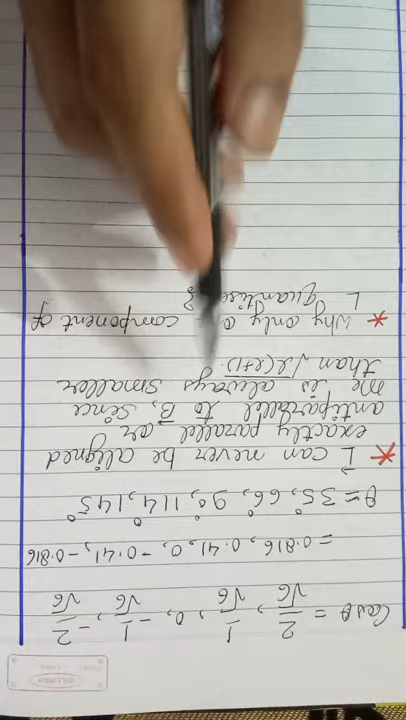 Cosθ = 2/√6, 1/√6, 0, -1/√6, -2/√6
= 0.816, 0.41, 0, -0.41, -0.816
θ = 35°, 66°, 90°, 114°, 145°
* L⃗ can never be aligned
exactly parallel or
antiparallel to B⃗, since
me is always smaller
than √l(l+1).
* Why only component of
L quantise